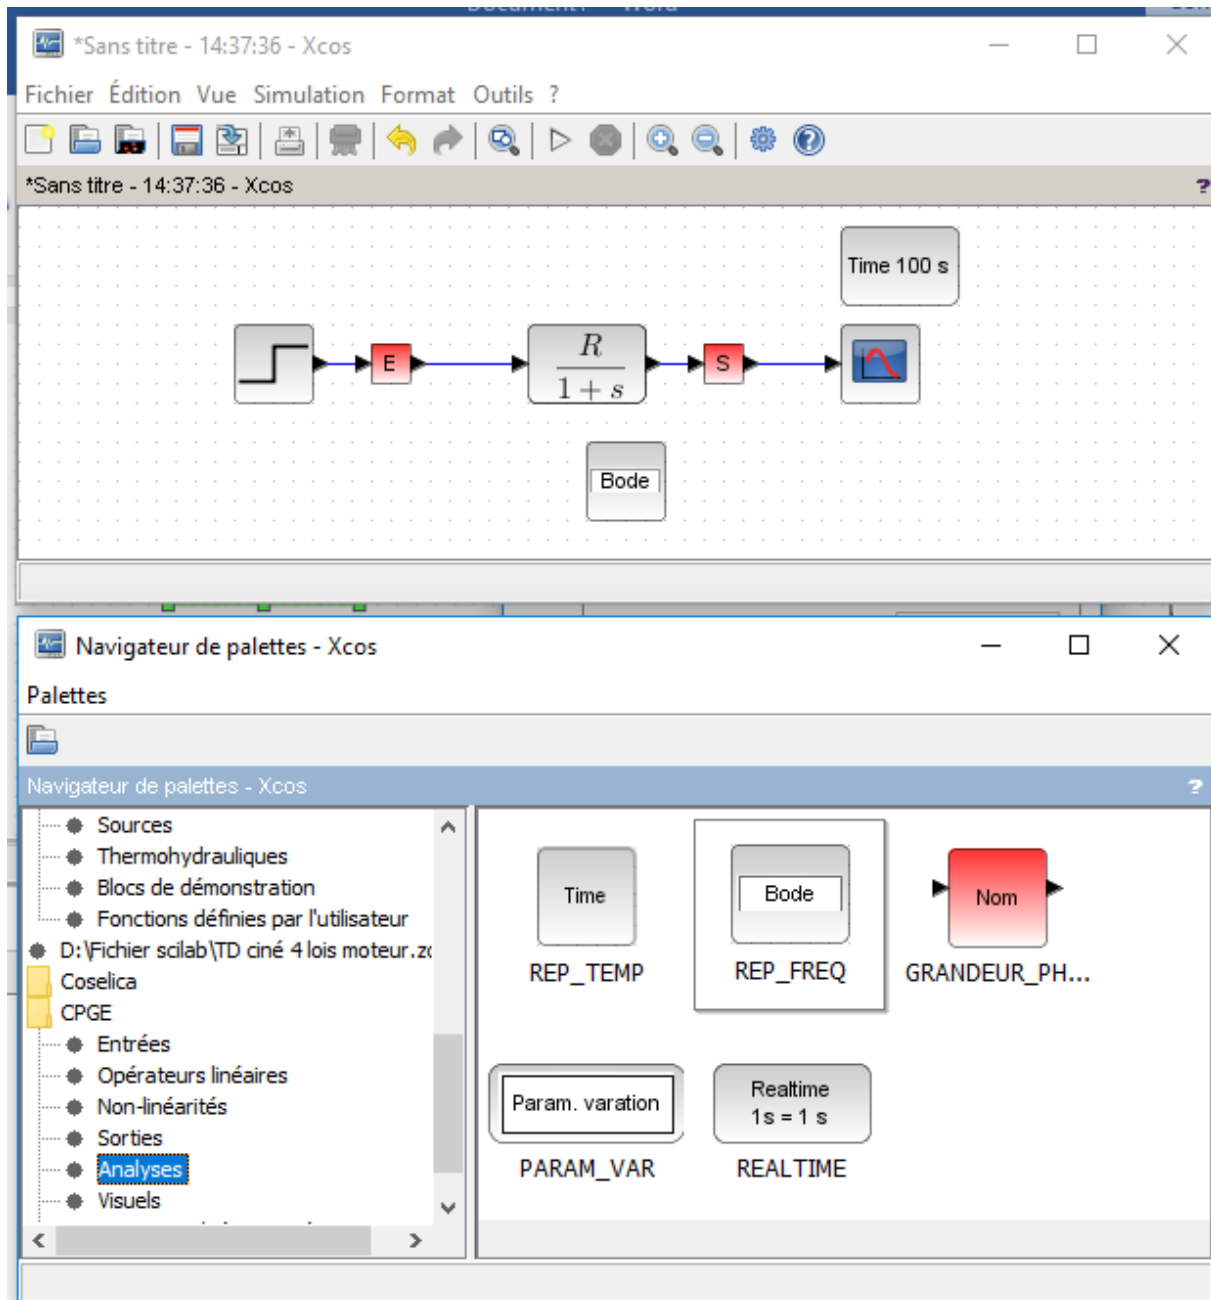 *Sans titre - 14:37:36 - Xcos
Fichier Édition Vue Simulation Format Outils ?
*Sans titre - 14:37:36 - Xcos ?
Time 100 s
E
R
1 + s
S
Bode
Navigateur de palettes - Xcos
Palettes
Navigateur de palettes - Xcos ?
Sources
Thermohydrauliques
Blocs de démonstration
Fonctions définies par l'utilisateur
D:\Fichier scilab\TD ciné 4 lois moteur.zc
Coselica
CPGE
Entrées
Opérateurs linéaires
Non-linéarités
Sorties
Analyses
Visuels
Time
REP_TEMP
Bode
REP_FREQ
Nom
GRANDEUR_PH...
Param. varation
PARAM_VAR
Realtime
1s = 1 s
REALTIME